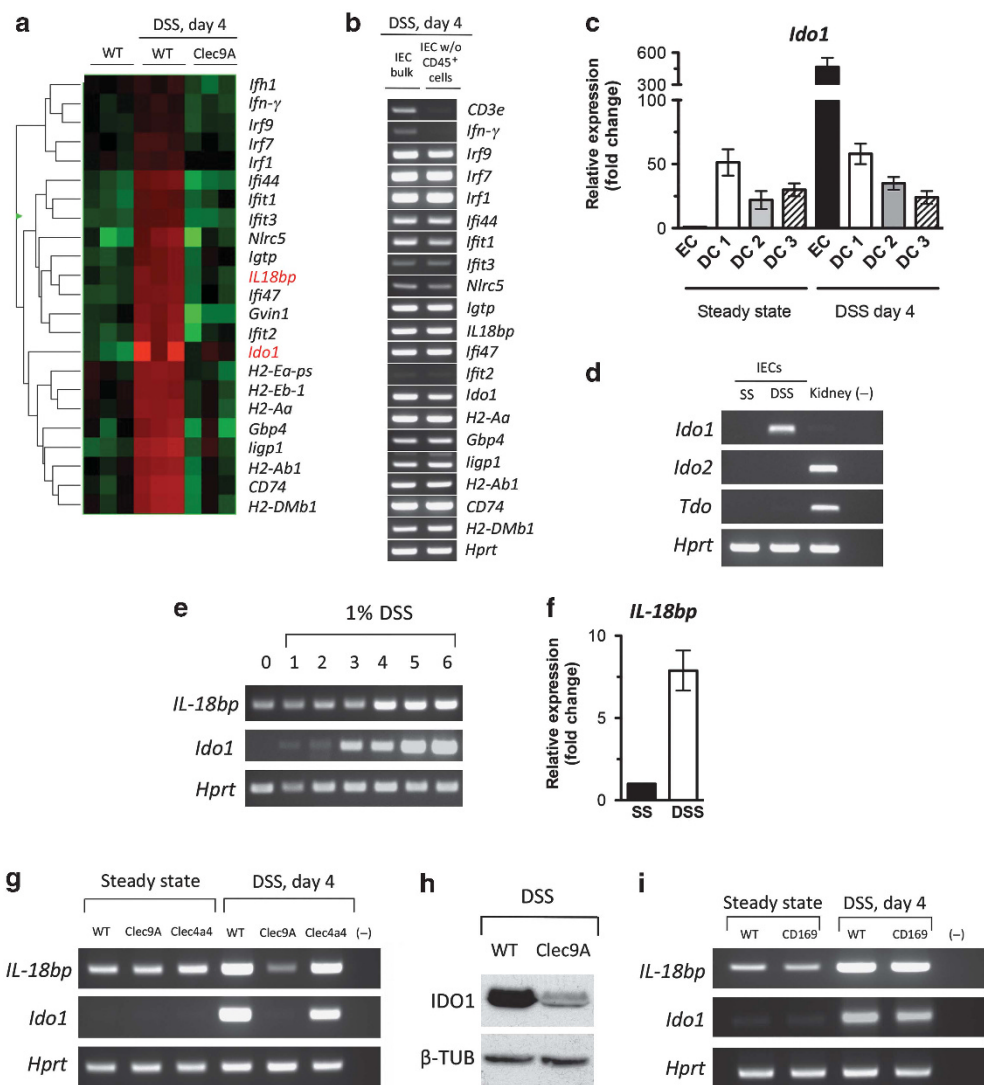 a
DSS, day 4
WT
WT
Clec9A
Ifh1
Ifn-γ
Irf9
Irf7
Irf1
Ifi44
Ifit1
Ifit3
Nlrc5
Igtp
IL18bp
Ifi47
Gvin1
Ifit2
Ido1
H2-Ea-ps
H2-Eb-1
H2-Aa
Gbp4
Iigp1
H2-Ab1
CD74
H2-DMb1
b
DSS, day 4
IEC bulk
IEC w/o CD45+ cells
CD3e
Ifn-γ
Irf9
Irf7
Irf1
Ifi44
Ifit1
Ifit3
Nlrc5
Igtp
IL18bp
Ifi47
Ifit2
Ido1
H2-Aa
Gbp4
Iigp1
H2-Ab1
CD74
H2-DMb1
Hprt
c
Ido1
Relative expression
(fold change)
600
300
100
50
0
EC DC 1 DC 2 DC 3 EC DC 1 DC 2 DC 3
Steady state DSS day 4
d
IECs
SS DSS Kidney (–)
Ido1
Ido2
Tdo
Hprt
e
1% DSS
0 1 2 3 4 5 6
IL-18bp
Ido1
Hprt
f
IL-18bp
Relative expression
(fold change)
10
5
0
SS DSS
g
Steady state DSS, day 4
WT Clec9A Clec4a4 WT Clec9A Clec4a4 (–)
IL-18bp
Ido1
Hprt
h
DSS
WT Clec9A
IDO1
β-TUB
i
Steady state DSS, day 4
WT CD169 WT CD169 (–)
IL-18bp
Ido1
Hprt